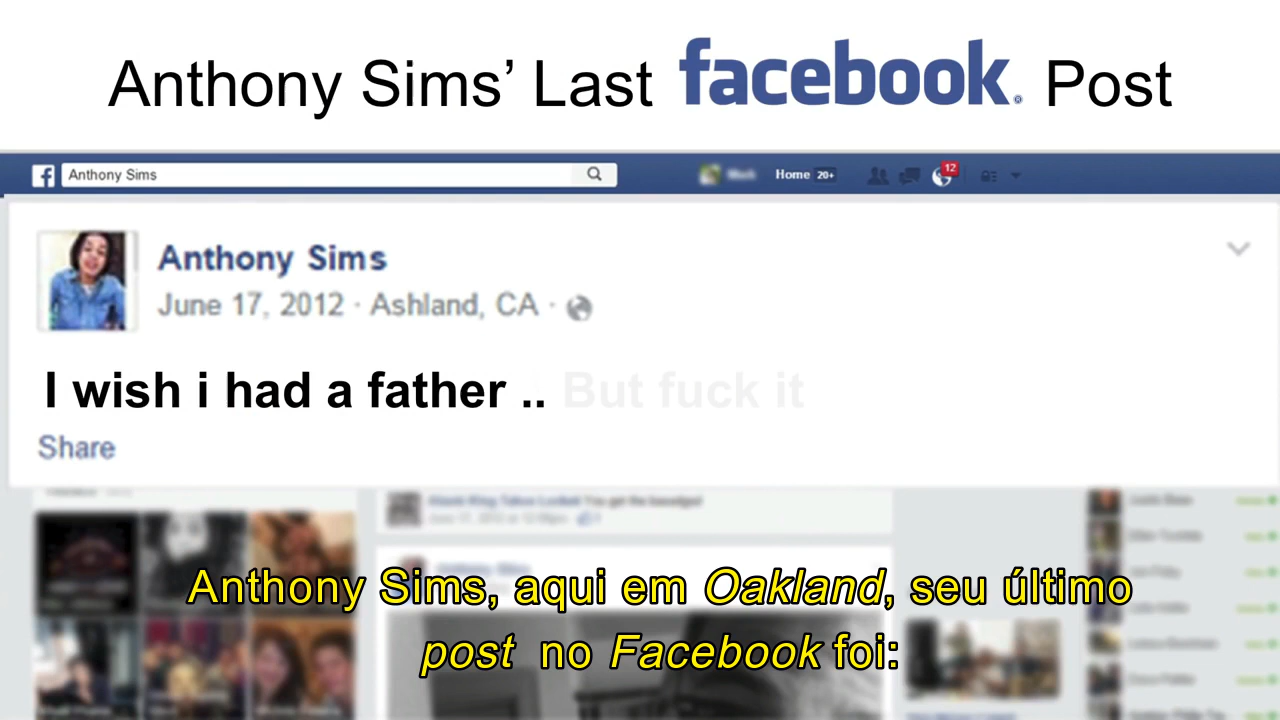 Anthony Sims’ Last facebook® Post
Anthony Sims
Home 20+
12
Anthony Sims
June 17, 2012 · Ashland, CA ·
I wish i had a father .. But fuck it
Share
Anthony Sims, aqui em Oakland, seu último
post no Facebook foi: